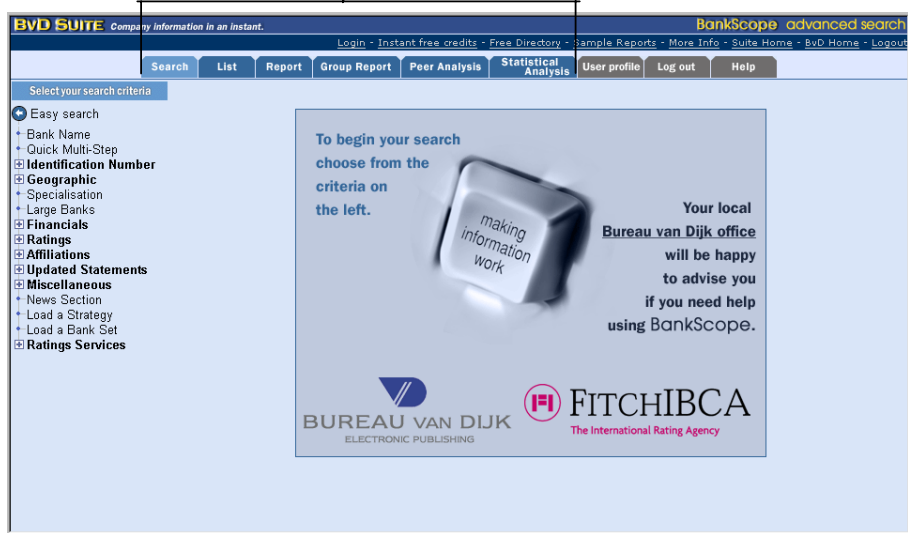 BvD SUITE Company information in an instant.
BankScope advanced search
Login - Instant free credits - Free Directory - Sample Reports - More Info - Suite Home - BvD Home - Logout
Search List Report Group Report Peer Analysis Statistical Analysis User profile Log out Help
Select your search criteria
Easy search
Bank Name
Quick Multi-Step
Identification Number
Geographic
Specialisation
Large Banks
Financials
Ratings
Affiliations
Updated Statements
Miscellaneous
News Section
Load a Strategy
Load a Bank Set
Ratings Services
To begin your search
choose from the
criteria on
the left.
making
information
work
Your local
Bureau van Dijk office
will be happy
to advise you
if you need help
using BankScope.
BUREAU VAN DIJK
ELECTRONIC PUBLISHING
FITCHIBCA
The International Rating Agency